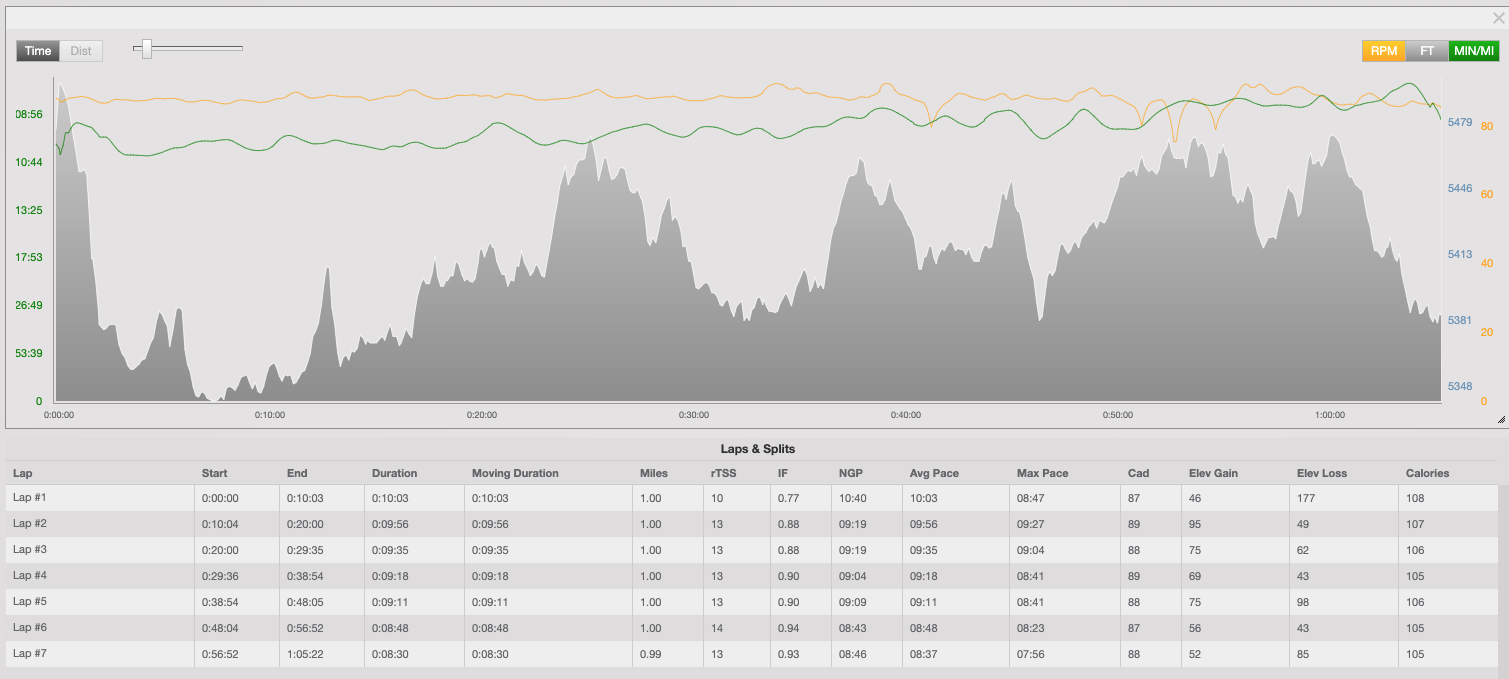 ×
Time Dist RPM FT MIN/MI
08:56
5479 80
10:44
5446 60
13:25
17:53
5413 40
26:49
5381 20
53:39
5348
0 0
0:00:00 0:10:00 0:20:00 0:30:00 0:40:00 0:50:00 1:00:00
Laps & Splits
Lap Start End Duration Moving Duration Miles rTSS IF NGP Avg Pace Max Pace Cad Elev Gain Elev Loss Calories
Lap #1 0:00:00 0:10:03 0:10:03 0:10:03 1.00 10 0.77 10:40 10:03 08:47 87 46 177 108
Lap #2 0:10:04 0:20:00 0:09:56 0:09:56 1.00 13 0.88 09:19 09:56 09:27 89 95 49 107
Lap #3 0:20:00 0:29:35 0:09:35 0:09:35 1.00 13 0.88 09:19 09:35 09:04 88 75 62 106
Lap #4 0:29:36 0:38:54 0:09:18 0:09:18 1.00 13 0.90 09:04 09:18 08:41 89 69 43 105
Lap #5 0:38:54 0:48:05 0:09:11 0:09:11 1.00 13 0.90 09:09 09:11 08:41 88 75 98 106
Lap #6 0:48:04 0:56:52 0:08:48 0:08:48 1.00 14 0.94 08:43 08:48 08:23 87 56 43 105
Lap #7 0:56:52 1:05:22 0:08:30 0:08:30 0.99 13 0.93 08:46 08:37 07:56 88 52 85 105